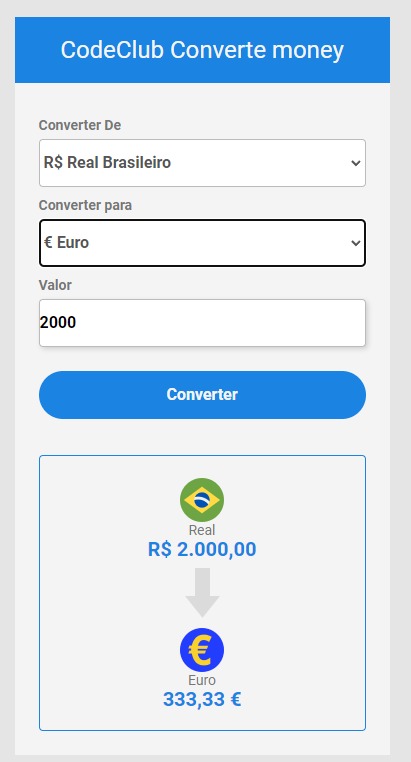 CodeClub Converte money
Converter De
R$ Real Brasileiro
Converter para
€ Euro
Valor
2000
Converter
Real
R$ 2.000,00
€
Euro
333,33 €